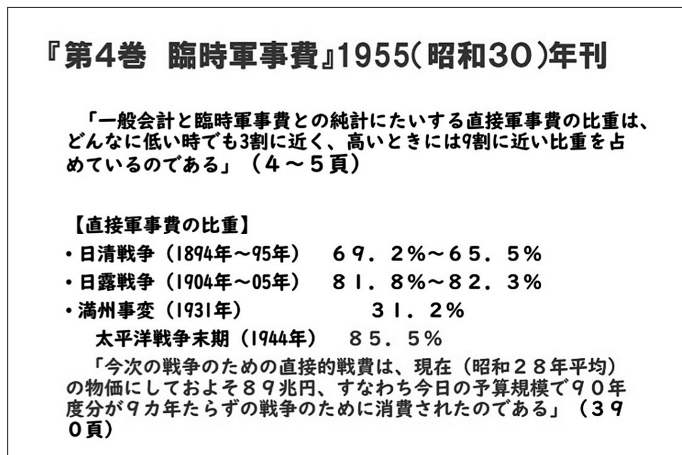 『第４巻　臨時軍事費』1955（昭和３０）年刊
「一般会計と臨時軍事費との純計にたいする直接軍事費の比重は、
どんなに低い時でも3割に近く、高いときには9割に近い比重を占
めているのである」（４～５頁）
【直接軍事費の比重】
・日清戦争（1894年～95年）　６９．２%～６５．５%
・日露戦争（1904年～05年）　８１．８%～８２．３%
・満州事変（1931年）　３１．２%
太平洋戦争末期（1944年）　８５．５%
「今次の戦争のための直接的戦費は、現在（昭和２８年平均）
の物価にしておよそ８９兆円、すなわち今日の予算規模で９０年
度分が９カ年たらずの戦争のために消費されたのである」（３９
０頁）